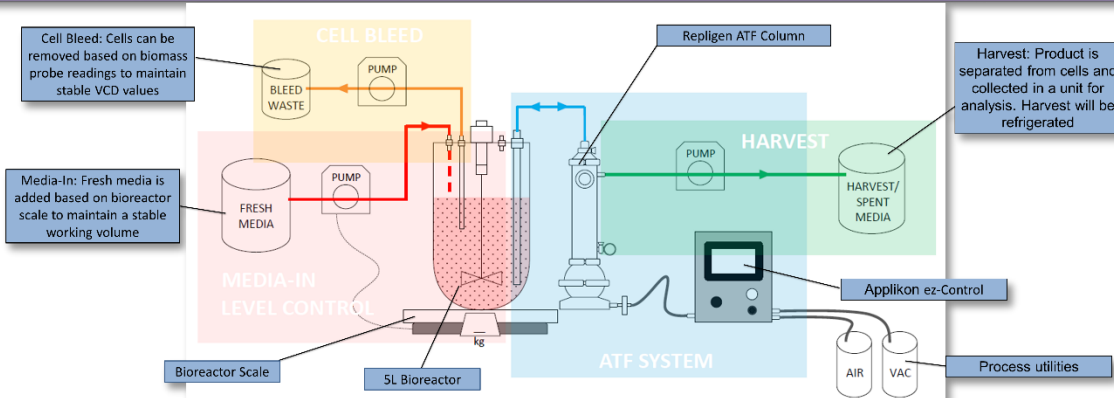 Cell Bleed: Cells can be
removed based on biomass
probe readings to maintain
stable VCD values
CELL BLEED
PUMP
BLEED
WASTE
Repligen ATF Column
Harvest: Product is
separated from cells and
collected in a unit for
analysis. Harvest will be
refrigerated
HARVEST
PUMP
HARVEST/
SPENT
MEDIA
Media-In: Fresh media is
added based on bioreactor
scale to maintain a stable
working volume
FRESH
MEDIA
PUMP
MEDIA-IN
LEVEL CONTROL
kg
Applikon ez-Control
ATF SYSTEM
Bioreactor Scale
5L Bioreactor
AIR
VAC
Process utilities